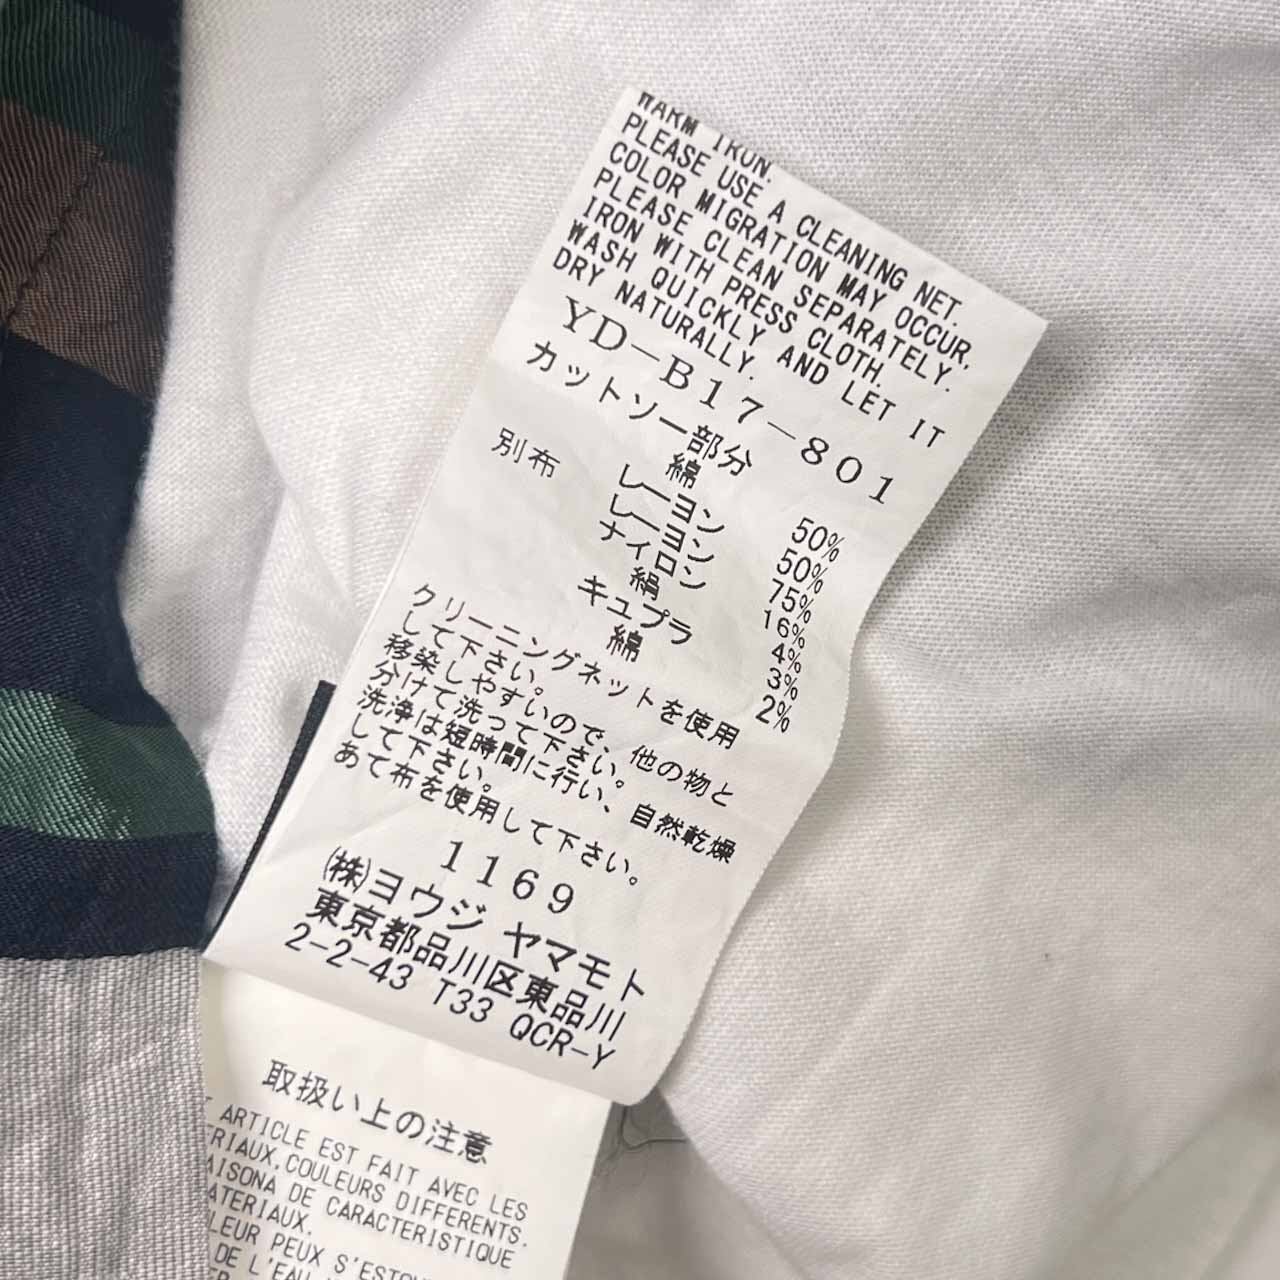 WARM IRON.
PLEASE USE A CLEANING NET.
COLOR MIGRATION MAY OCCUR,
PLEASE CLEAN SEPARATELY.
IRON WITH PRESS CLOTH.
WASH QUICKLY AND LET IT
DRY NATURALLY.
YD-B17-801
カットソー部分
綿 50%
レーヨン 50%
別布 レーヨン 75%
ナイロン 16%
絹 4%
キュプラ 3%
綿 2%
クリーニングネットを使用
して下さい。
移染しやすいので、他の物と
分けて洗って下さい。
洗浄は短時間に行い、自然乾燥
して下さい。
あて布を使用して下さい。
1169
(株)ヨウジ ヤマモト
東京都品川区東品川
2-2-43 T33 QCR-Y
取扱い上の注意
ARTICLE EST FAIT AVEC LES
COULEURS DIFFERENTS.
DE CARACTERISTIQUE
PEUX S'ESTOU
DE L'EAU